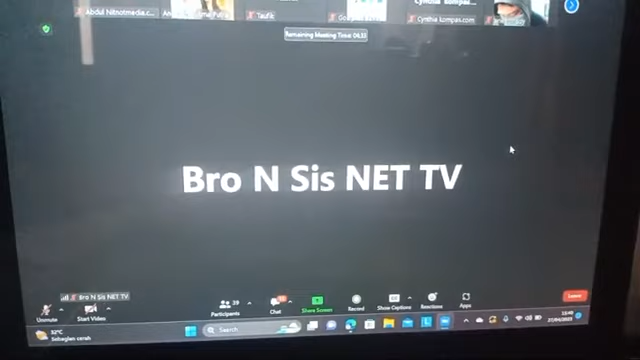 Abdul Nitnotmedia.c...
Taufik
Cynthia kompas...
Cynthia kompas.com
Remaining Meeting Time: 04:33
Bro N Sis NET TV
Bro N Sis NET TV
Unmute
Start Video
Participants
39
Chat
Share Screen
Record
Show Captions
Reactions
Apps
Leave
32°C
Sebagian cerah
Search